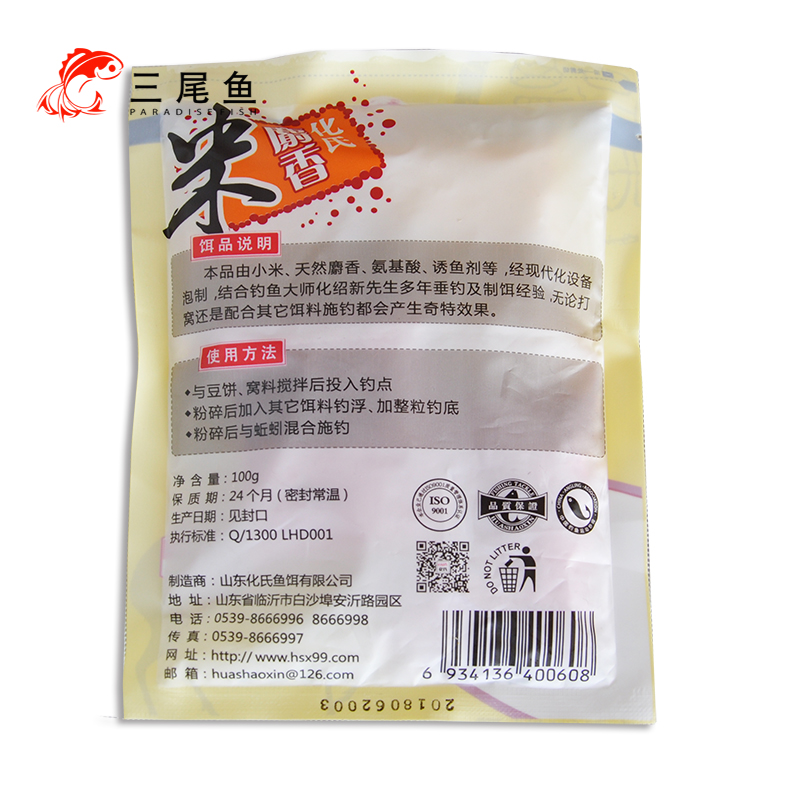 三尾鱼
PARADISE FISH
化氏
麝香
米
饵品说明
本品由小米、天然麝香、氨基酸、诱鱼剂等,经现代化设备
泡制,结合钓鱼大师化绍新先生多年垂钓及制饵经验,无论打
窝还是配合其它饵料施钓都会产生奇特效果。
使用方法
◆与豆饼、窝料搅拌后投入钓点
◆粉碎后加入其它饵料钓浮、加整粒钓底
◆粉碎后与蚯蚓混合施钓
净含量:100g
保质期:24个月(密封常温)
生产日期:见封口
执行标准:Q/1300 LHD001
ISO
9001
FISHING TACKLE
品質保證
HUASHAOXIN
DO NOT LITTER
制造商:山东化氏鱼饵有限公司
地址:山东省临沂市白沙埠安沂路园区
电话:0539-8666996 8666998
传真:0539-8666997
网址:http://www.hsx99.com
邮箱:huashaoxin@126.com
6 934136 400608
2018062003